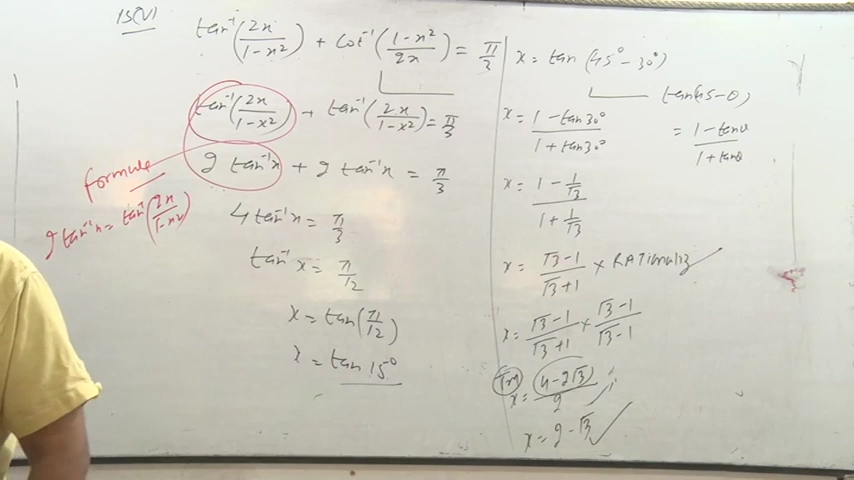 15(V)
tan⁻¹(2x/1-x²) + Cot⁻¹(1-x²/2x) = π/3
tan⁻¹(2x/1-x²) + tan⁻¹(2x/1-x²) = π/3
2 tan⁻¹x + 2 tan⁻¹x = π/3
formula
2 tan⁻¹x = tan⁻¹(2x/1-x²)
4 tan⁻¹x = π/3
tan⁻¹x = π/12
x = tan(π/12)
x = tan 15°
x = tan(45° - 30°)
tan(45-θ)
= 1-tanθ/1+tanθ
x = 1-tan30°/1+tan30°
x = 1 - 1/√3 / 1 + 1/√3
x = √3-1/√3+1 × RATionaliz
x = √3-1/√3+1 × √3-1/√3-1
x = 4-2√3/2
x = 2-√3